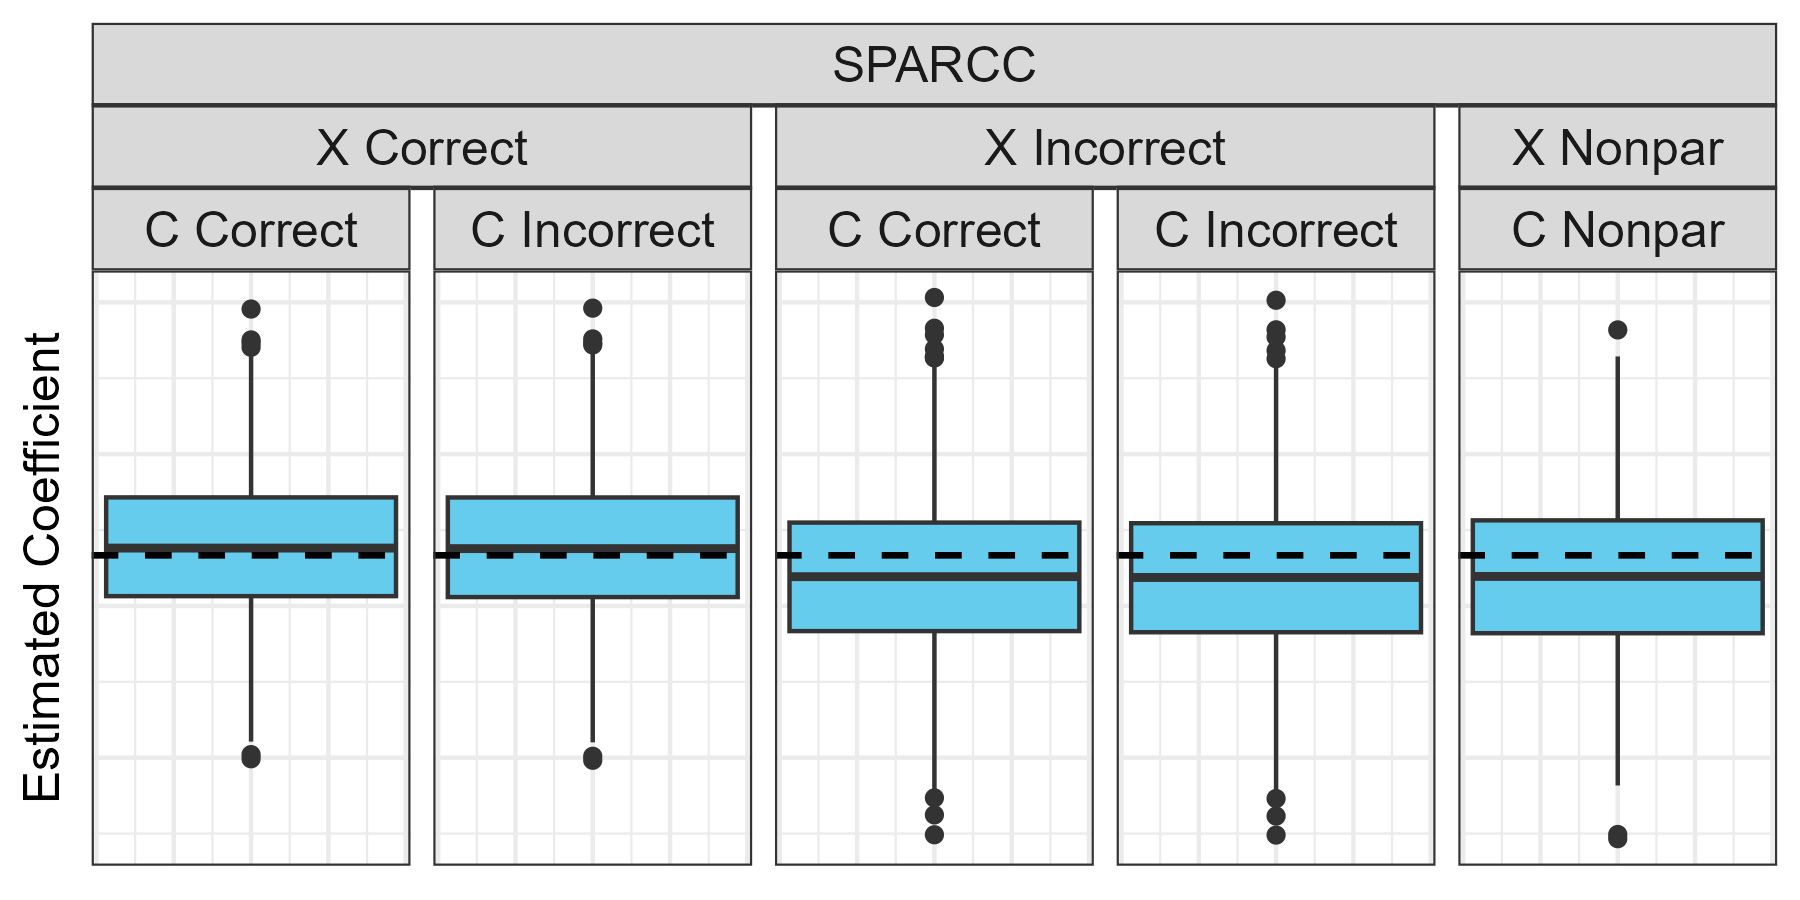 SPARCC
X Correct
X Incorrect
X Nonpar
C Correct
C Incorrect
C Correct
C Incorrect
C Nonpar
Estimated Coefficient